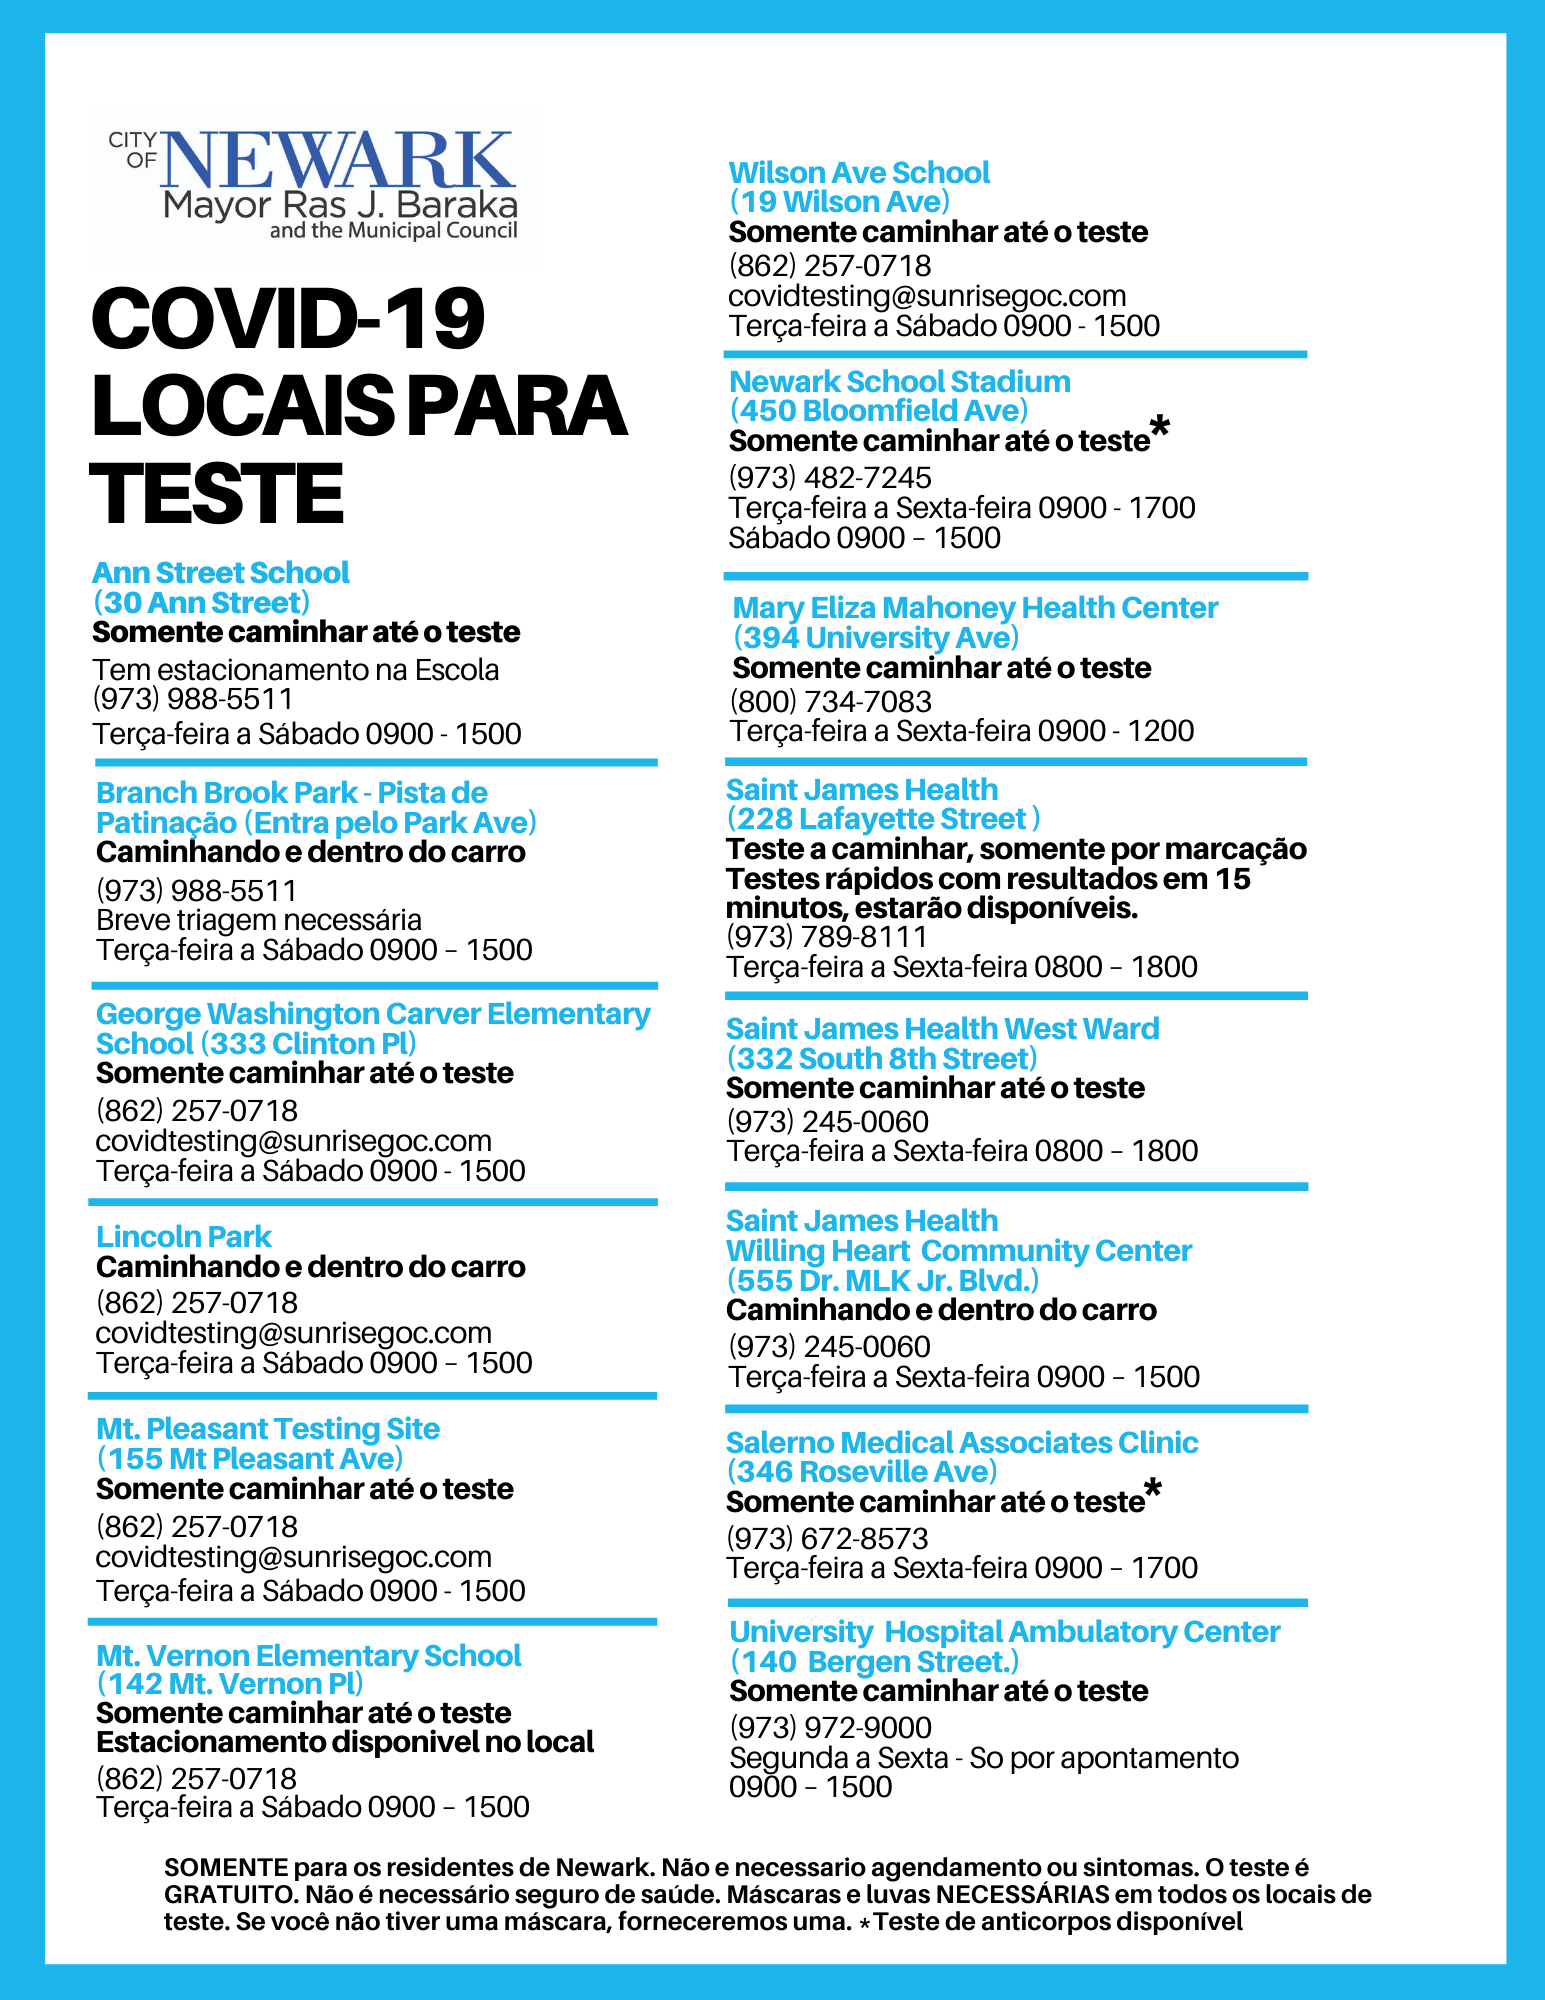 CITY OF NEWARK
Mayor Ras J. Baraka
and the Municipal Council
COVID-19
LOCAIS PARA
TESTE
Ann Street School
(30 Ann Street)
Somente caminhar até o teste
Tem estacionamento na Escola
(973) 988-5511
Terça-feira a Sábado 0900 - 1500
Branch Brook Park - Pista de
Patinação (Entra pelo Park Ave)
Caminhando e dentro do carro
(973) 988-5511
Breve triagem necessária
Terça-feira a Sábado 0900 – 1500
George Washington Carver Elementary
School (333 Clinton Pl)
Somente caminhar até o teste
(862) 257-0718
covidtesting@sunrisegoc.com
Terça-feira a Sábado 0900 - 1500
Lincoln Park
Caminhando e dentro do carro
(862) 257-0718
covidtesting@sunrisegoc.com
Terça-feira a Sábado 0900 – 1500
Mt. Pleasant Testing Site
(155 Mt Pleasant Ave)
Somente caminhar até o teste
(862) 257-0718
covidtesting@sunrisegoc.com
Terça-feira a Sábado 0900 - 1500
Mt. Vernon Elementary School
(142 Mt. Vernon Pl)
Somente caminhar até o teste
Estacionamento disponivel no local
(862) 257-0718
Terça-feira a Sábado 0900 – 1500
Wilson Ave School
(19 Wilson Ave)
Somente caminhar até o teste
(862) 257-0718
covidtesting@sunrisegoc.com
Terça-feira a Sábado 0900 - 1500
Newark School Stadium
(450 Bloomfield Ave)
Somente caminhar até o teste*
(973) 482-7245
Terça-feira a Sexta-feira 0900 - 1700
Sábado 0900 – 1500
Mary Eliza Mahoney Health Center
(394 University Ave)
Somente caminhar até o teste
(800) 734-7083
Terça-feira a Sexta-feira 0900 - 1200
Saint James Health
(228 Lafayette Street )
Teste a caminhar, somente por marcação
Testes rápidos com resultados em 15
minutos, estarão disponíveis.
(973) 789-8111
Terça-feira a Sexta-feira 0800 – 1800
Saint James Health West Ward
(332 South 8th Street)
Somente caminhar até o teste
(973) 245-0060
Terça-feira a Sexta-feira 0800 – 1800
Saint James Health
Willing Heart Community Center
(555 Dr. MLK Jr. Blvd.)
Caminhando e dentro do carro
(973) 245-0060
Terça-feira a Sexta-feira 0900 – 1500
Salerno Medical Associates Clinic
(346 Roseville Ave)
Somente caminhar até o teste*
(973) 672-8573
Terça-feira a Sexta-feira 0900 – 1700
University Hospital Ambulatory Center
(140 Bergen Street.)
Somente caminhar até o teste
(973) 972-9000
Segunda a Sexta - So por apontamento
0900 – 1500
SOMENTE para os residentes de Newark. Não e necessario agendamento ou sintomas. O teste é
GRATUITO. Não é necessário seguro de saúde. Máscaras e luvas NECESSÁRIAS em todos os locais de
teste. Se você não tiver uma máscara, forneceremos uma. *Teste de anticorpos disponível